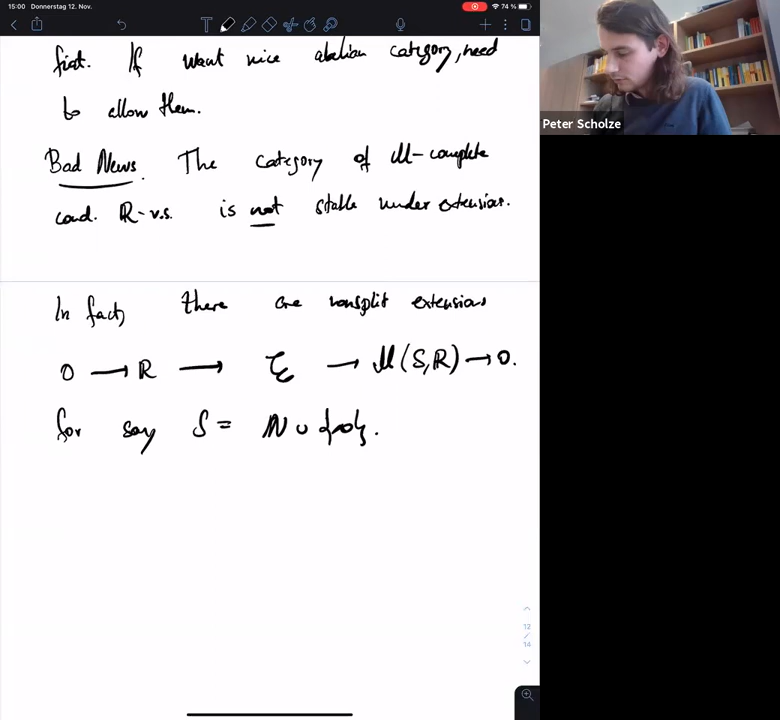 15:00 Donnerstag 12. Nov.
74 %
fiat. If want nice abelian category, need
to allow them.
Peter Scholze
Bad News. The category of M-complete
cond. R-v.s. is not stable under extensions.
In fact, there are nonsplit extensions
0 → R → E → M(S,R) → 0.
for say S = N ∪ {∞}.
12
/
14